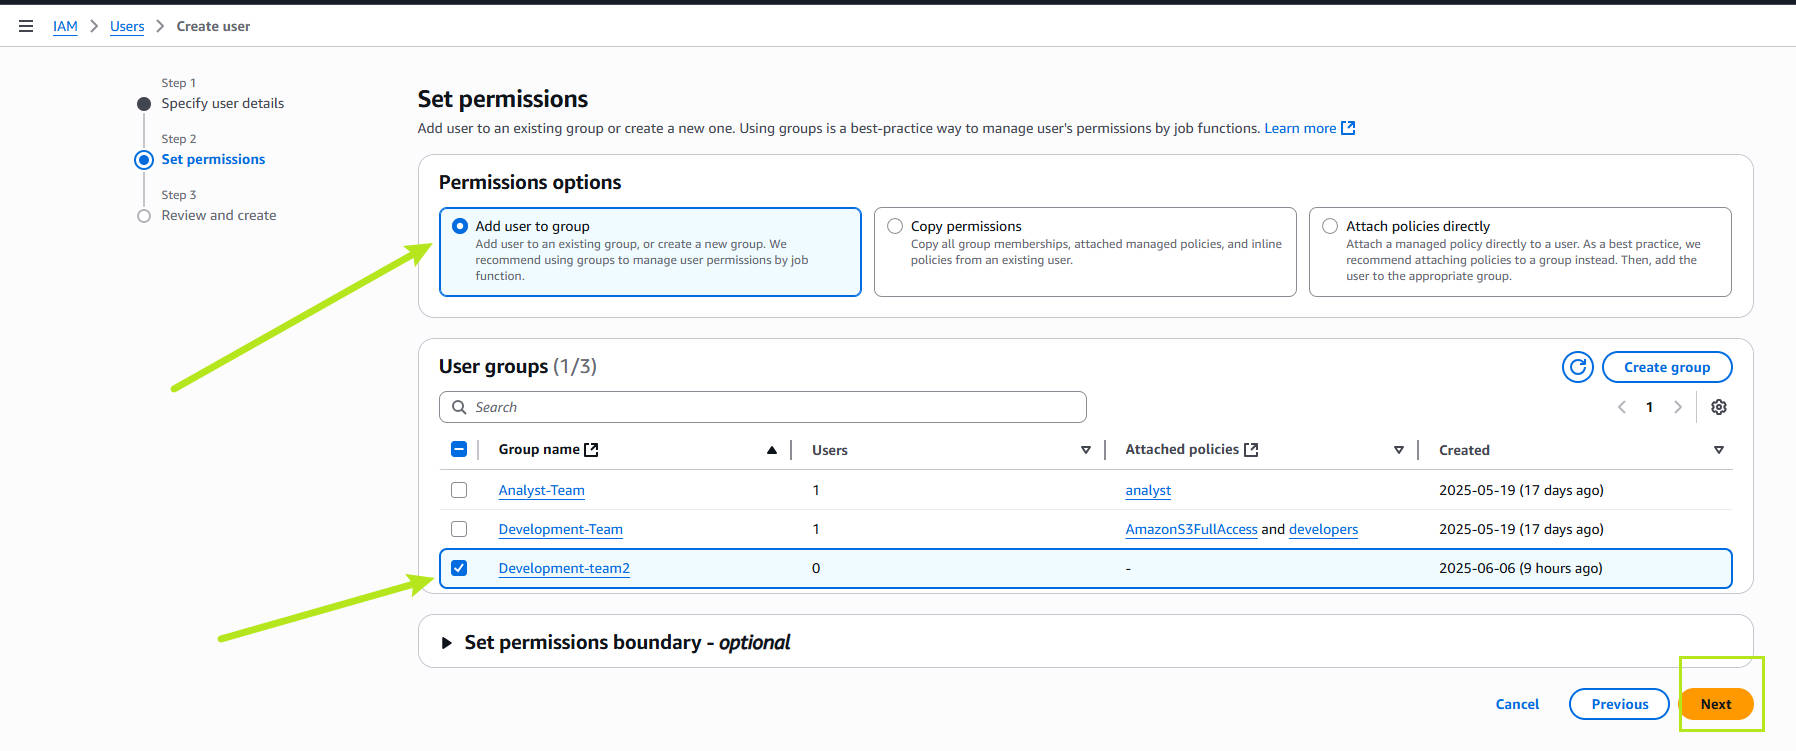 IAM > Users > Create user
Step 1
Specify user details
Step 2
Set permissions
Step 3
Review and create
Set permissions
Add user to an existing group or create a new one. Using groups is a best-practice way to manage user's permissions by job functions. Learn more
Permissions options
Add user to group
Add user to an existing group, or create a new group. We
recommend using groups to manage user permissions by job
function.
Copy permissions
Copy all group memberships, attached managed policies, and inline
policies from an existing user.
Attach policies directly
Attach a managed policy directly to a user. As a best practice, we
recommend attaching policies to a group instead. Then, add the
user to the appropriate group.
User groups (1/3)
Create group
Search
1
Group name Users Attached policies Created
Analyst-Team 1 analyst 2025-05-19 (17 days ago)
Development-Team 1 AmazonS3FullAccess and developers 2025-05-19 (17 days ago)
Development-team2 0 - 2025-06-06 (9 hours ago)
Set permissions boundary - optional
Cancel Previous Next